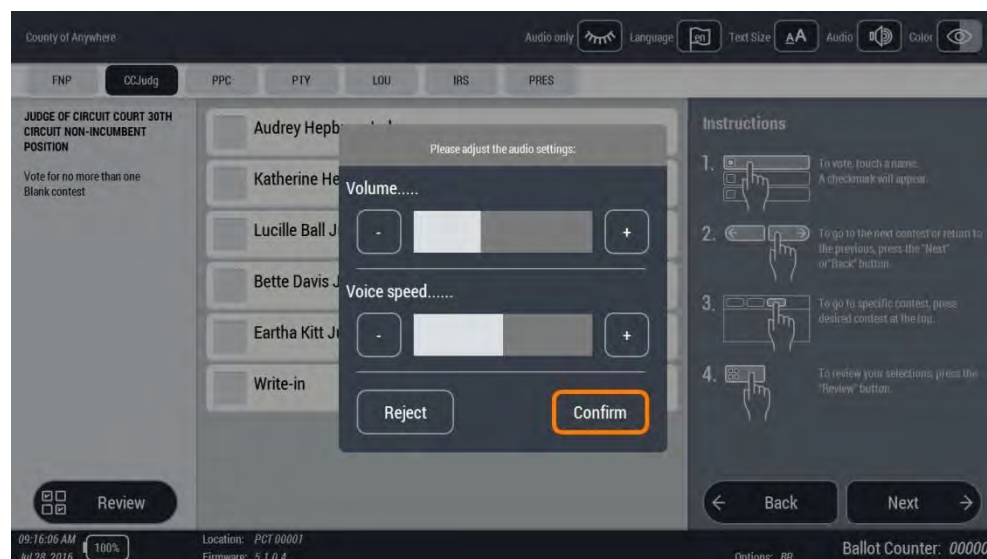 County of Anywhere
Audio only
Language
en
Text Size
AA
Audio
Color
FNP
CCJudg
PPC
PTY
LOU
IRS
PRES
JUDGE OF CIRCUIT COURT 30TH
CIRCUIT NON-INCUMBENT
POSITION
Vote for no more than one
Blank contest
Audrey
Katherine
Lucille Ball
Bette Davis
Eartha Kitt
Write-in
Please adjust the audio settings:
Volume.....
-
+
Voice speed......
-
+
Reject
Confirm
Instructions
1.
To vote, touch a name.
A checkmark will appear.
2.
To go to the next contest or return to
the previous, press the "Next"
or "Back" button.
3.
To go to specific contest, press
desired contest at the top.
4.
To review your selections, press the
"Review" button.
Review
Back
Next
09:16:06 AM
Jul 28, 2016
100%
Location: PCT 00001
Firmware: 5.1.0.4
Options: BR
Ballot Counter: 00000